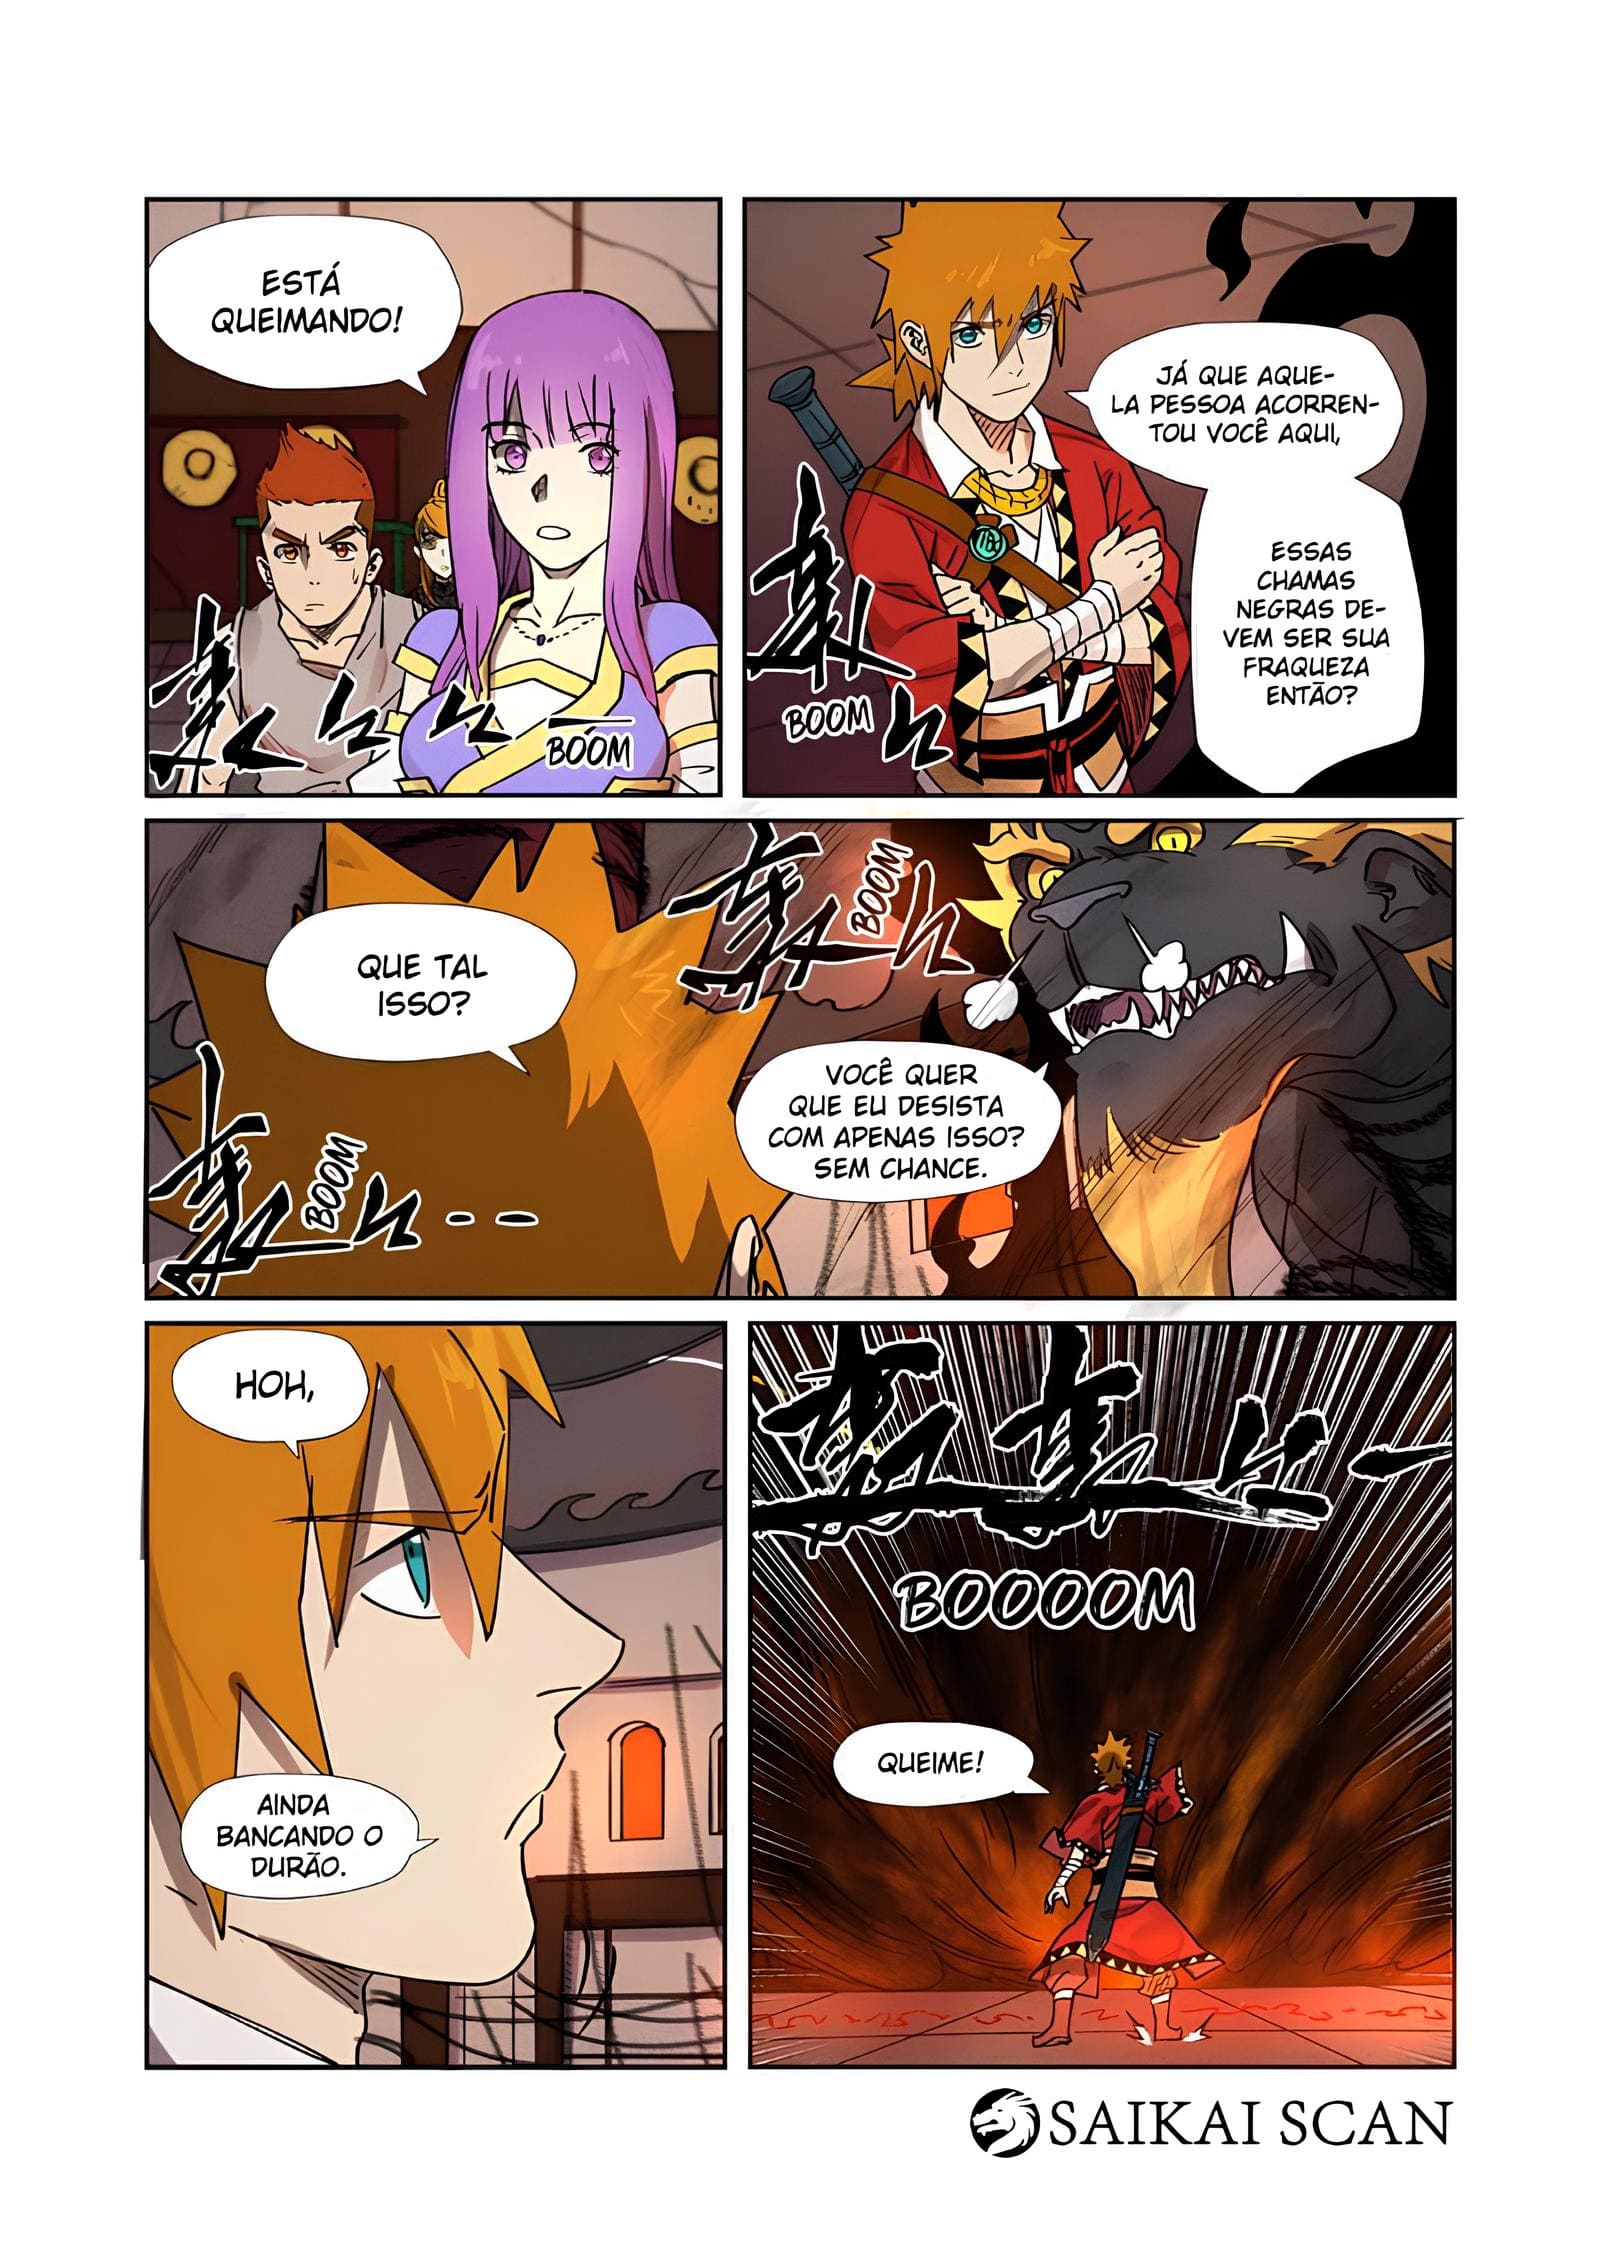 ESTÁ
QUEIMANDO!
BOOM
JÁ QUE AQUE-
LA PESSOA ACORREN-
TOU VOCÊ AQUI,
ESSAS
CHAMAS
NEGRAS DE-
VEM SER SUA
FRAQUEZA
ENTÃO?
BOOM
QUE TAL
ISSO?
BOOM
VOCÊ QUER
QUE EU DESISTA
COM APENAS ISSO?
SEM CHANCE.
BOOM
HOH,
AINDA
BANCANDO O
DURÃO.
BOOOOM
QUEIME!
SAIKAI SCAN